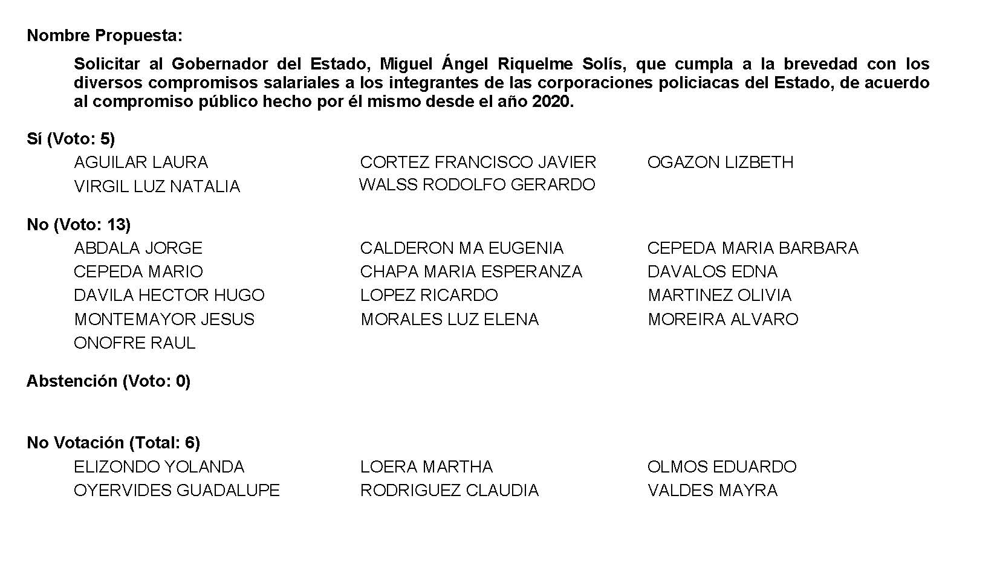 Nombre Propuesta:
Solicitar al Gobernador del Estado, Miguel Ángel Riquelme Solís, que cumpla a la brevedad con los
diversos compromisos salariales a los integrantes de las corporaciones policiacas del Estado, de acuerdo
al compromiso público hecho por él mismo desde el año 2020.
Sí (Voto: 5)
AGUILAR LAURA CORTEZ FRANCISCO JAVIER OGAZON LIZBETH
VIRGIL LUZ NATALIA WALSS RODOLFO GERARDO
No (Voto: 13)
ABDALA JORGE CALDERON MA EUGENIA CEPEDA MARIA BARBARA
CEPEDA MARIO CHAPA MARIA ESPERANZA DAVALOS EDNA
DAVILA HECTOR HUGO LOPEZ RICARDO MARTINEZ OLIVIA
MONTEMAYOR JESUS MORALES LUZ ELENA MOREIRA ALVARO
ONOFRE RAUL
Abstención (Voto: 0)
No Votación (Total: 6)
ELIZONDO YOLANDA LOERA MARTHA OLMOS EDUARDO
OYERVIDES GUADALUPE RODRIGUEZ CLAUDIA VALDES MAYRA